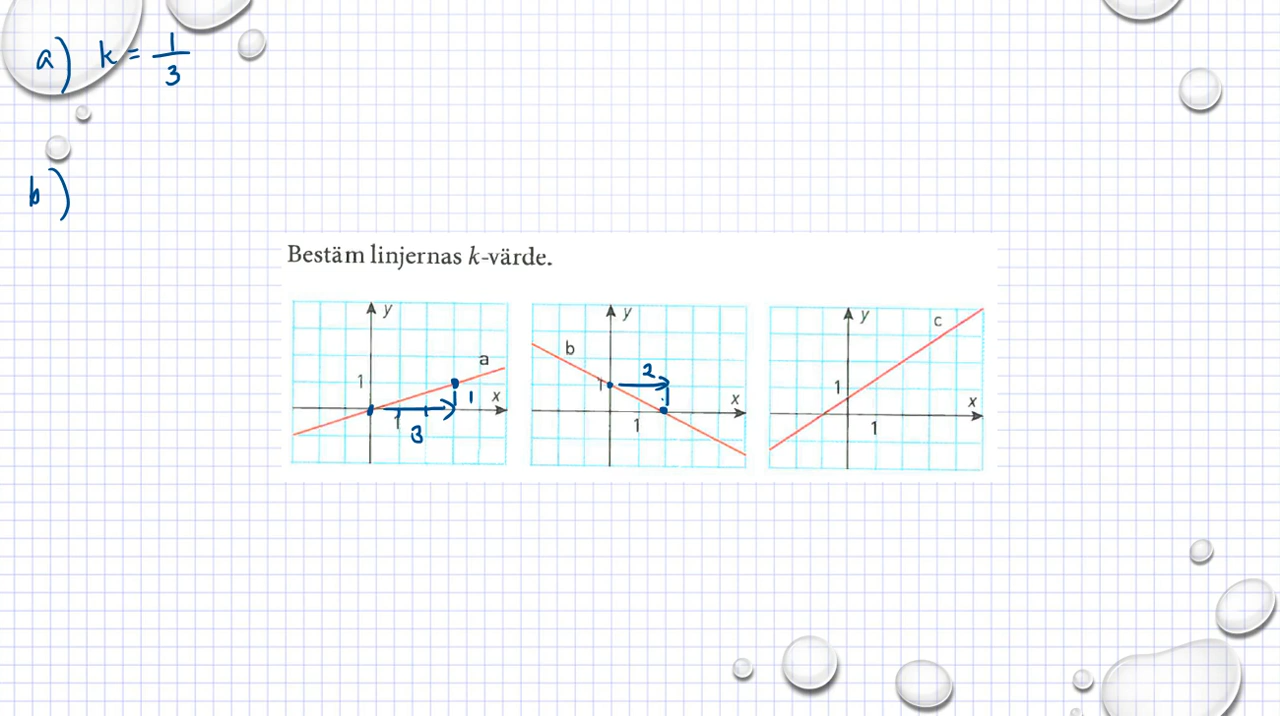 a) k = 1/3
b)
Bestäm linjernas k-värde.
y
a
1
x
1
1
3
y
b
2
1
x
1
y
c
1
x
1